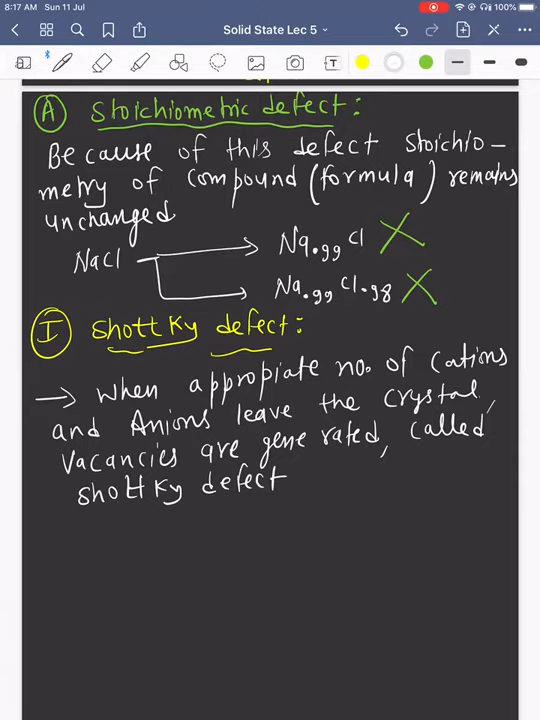 8:17 AM Sun 11 Jul
100%
Solid State Lec 5
T
A Stoichiometric defect:
Because of this defect Stoichio-
metry of compound (formula) remains
unchanged
NaCl
Na.99 Cl
Na.99 Cl.98
I Shottky defect:
→ When appropiate no. of Cations
and Anions leave the crystal,
Vacancies are generated, called
shottky defect